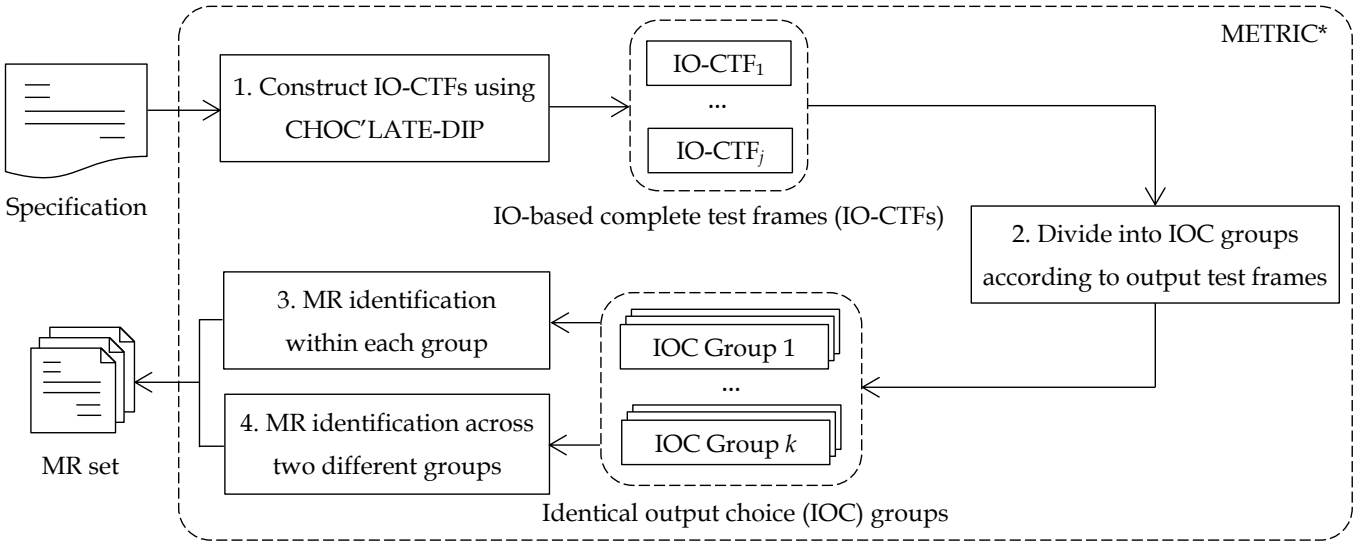 METRIC*
1. Construct IO-CTFs using
CHOC'LATE-DIP
IO-CTF1
...
IO-CTFj
Specification
IO-based complete test frames (IO-CTFs)
2. Divide into IOC groups
according to output test frames
3. MR identification
within each group
IOC Group 1
...
4. MR identification across
two different groups
IOC Group k
MR set
Identical output choice (IOC) groups